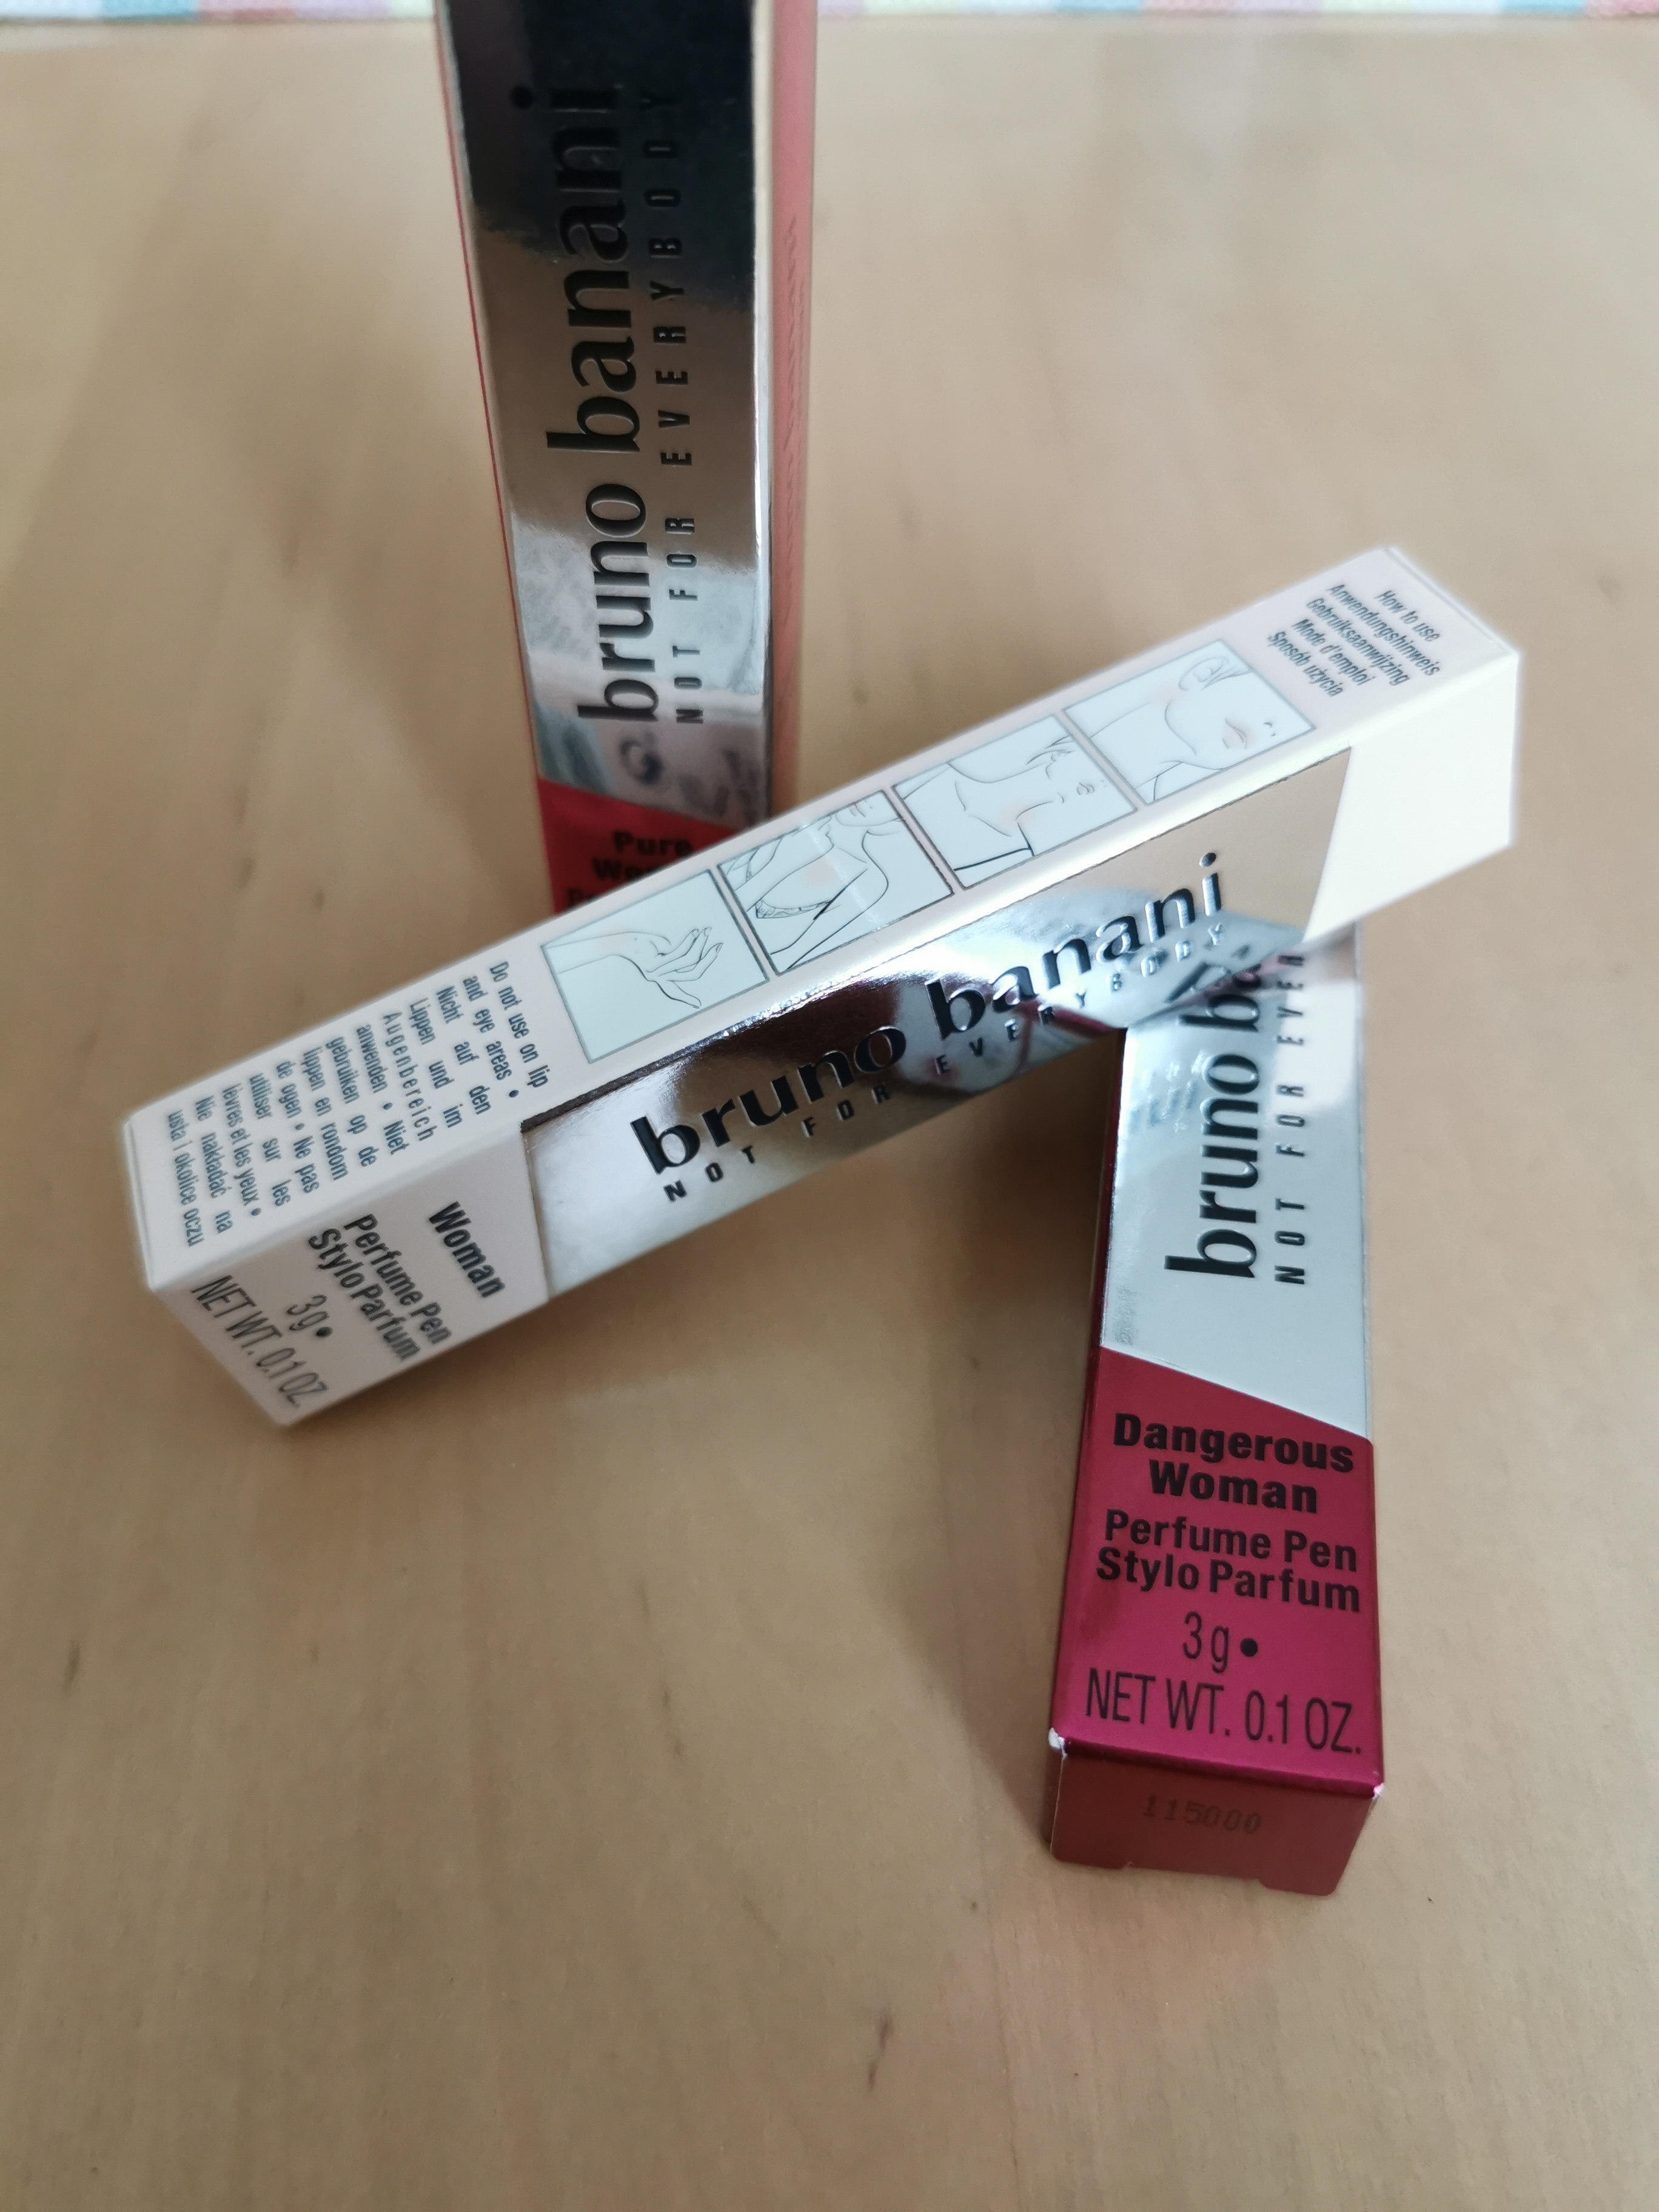 bruno banani
NOT FOR EVERYBODY
Pure
How to use
Anwendungshinweis
Gebruiksaanwijzing
Mode d'emploi
Sposób użycia
Do not use on lip
and eye areas •
Nicht auf den
Lippen und im
Augenbereich
anwenden • Niet
gebruiken op de
lippen en rondom
de ogen • Ne pas
utiliser sur les
lèvres et les yeux •
Nie nakładać na
usta i okolice oczu
bruno banani
NOT FOR EVERYBODY
Woman
Perfume Pen
Stylo Parfum
3g •
NET WT. 0.1 OZ.
bruno ba
NOT FOR EVER
Dangerous
Woman
Perfume Pen
Stylo Parfum
3g •
NET WT. 0.1 OZ.
115000